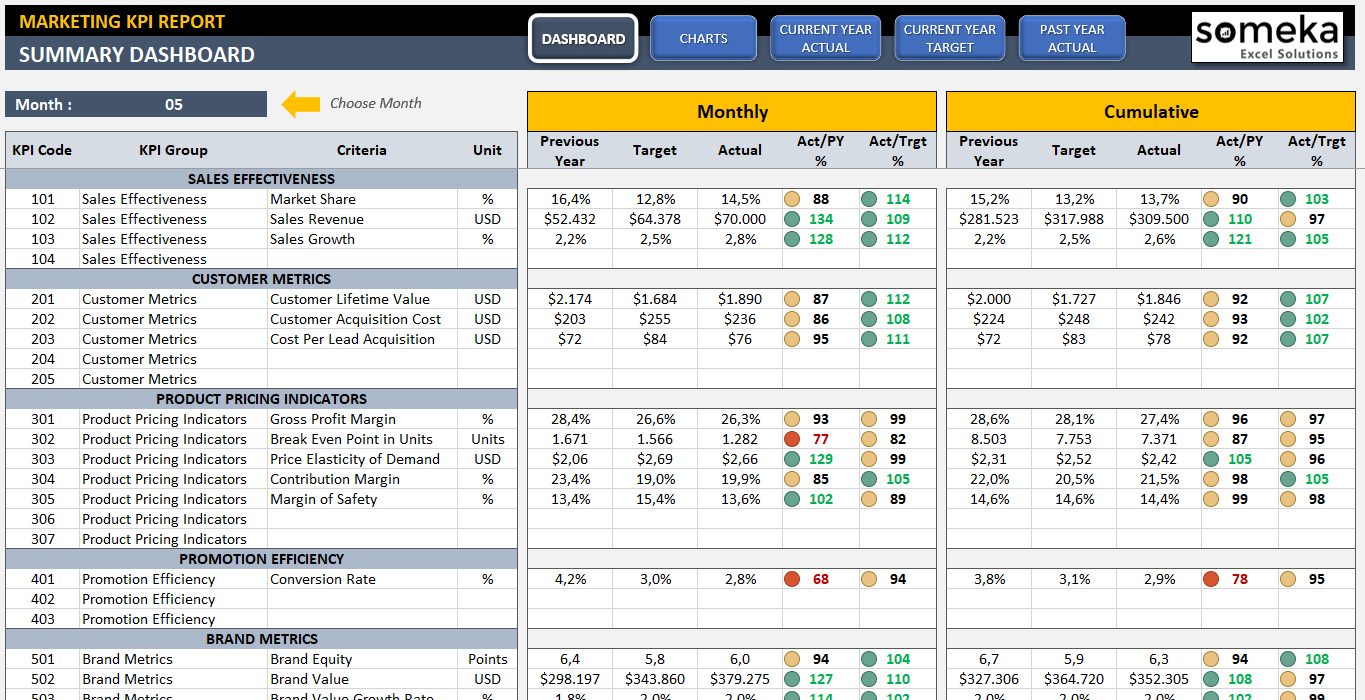 MARKETING KPI REPORT
SUMMARY DASHBOARD
DASHBOARD
CHARTS
CURRENT YEAR
ACTUAL
CURRENT YEAR
TARGET
PAST YEAR
ACTUAL
someka
Excel Solutions
Month : 05
Choose Month
Monthly
Cumulative
KPI Code KPI Group Criteria Unit Previous Year Target Actual Act/PY % Act/Trgt % Previous Year Target Actual Act/PY % Act/Trgt %
SALES EFFECTIVENESS
101 Sales Effectiveness Market Share % 16,4% 12,8% 14,5% 88 114 15,2% 13,2% 13,7% 90 103
102 Sales Effectiveness Sales Revenue USD $52.432 $64.378 $70.000 134 109 $281.523 $317.988 $309.500 110 97
103 Sales Effectiveness Sales Growth % 2,2% 2,5% 2,8% 128 112 2,2% 2,5% 2,6% 121 105
104 Sales Effectiveness
CUSTOMER METRICS
201 Customer Metrics Customer Lifetime Value USD $2.174 $1.684 $1.890 87 112 $2.000 $1.727 $1.846 92 107
202 Customer Metrics Customer Acquisition Cost USD $203 $255 $236 86 108 $224 $248 $242 93 102
203 Customer Metrics Cost Per Lead Acquisition USD $72 $84 $76 95 111 $72 $83 $78 92 107
204 Customer Metrics
205 Customer Metrics
PRODUCT PRICING INDICATORS
301 Product Pricing Indicators Gross Profit Margin % 28,4% 26,6% 26,3% 93 99 28,6% 28,1% 27,4% 96 97
302 Product Pricing Indicators Break Even Point in Units Units 1.671 1.566 1.282 77 82 8.503 7.753 7.371 87 95
303 Product Pricing Indicators Price Elasticity of Demand USD $2,06 $2,69 $2,66 129 99 $2,31 $2,52 $2,42 105 96
304 Product Pricing Indicators Contribution Margin % 23,4% 19,0% 19,9% 85 105 22,0% 20,5% 21,5% 98 105
305 Product Pricing Indicators Margin of Safety % 13,4% 15,4% 13,6% 102 89 14,6% 14,6% 14,4% 99 98
306 Product Pricing Indicators
307 Product Pricing Indicators
PROMOTION EFFICIENCY
401 Promotion Efficiency Conversion Rate % 4,2% 3,0% 2,8% 68 94 3,8% 3,1% 2,9% 78 95
402 Promotion Efficiency
403 Promotion Efficiency
BRAND METRICS
501 Brand Metrics Brand Equity Points 6,4 5,8 6,0 94 104 6,7 5,9 6,3 94 108
502 Brand Metrics Brand Value USD $298.197 $343.860 $379.275 127 110 $327.306 $364.720 $352.305 108 97
503 Brand Metrics Brand Value Growth Rate % 1,8% 2,0% 2,0% 114 102 2,0% 2,0% 2,0% 102 99